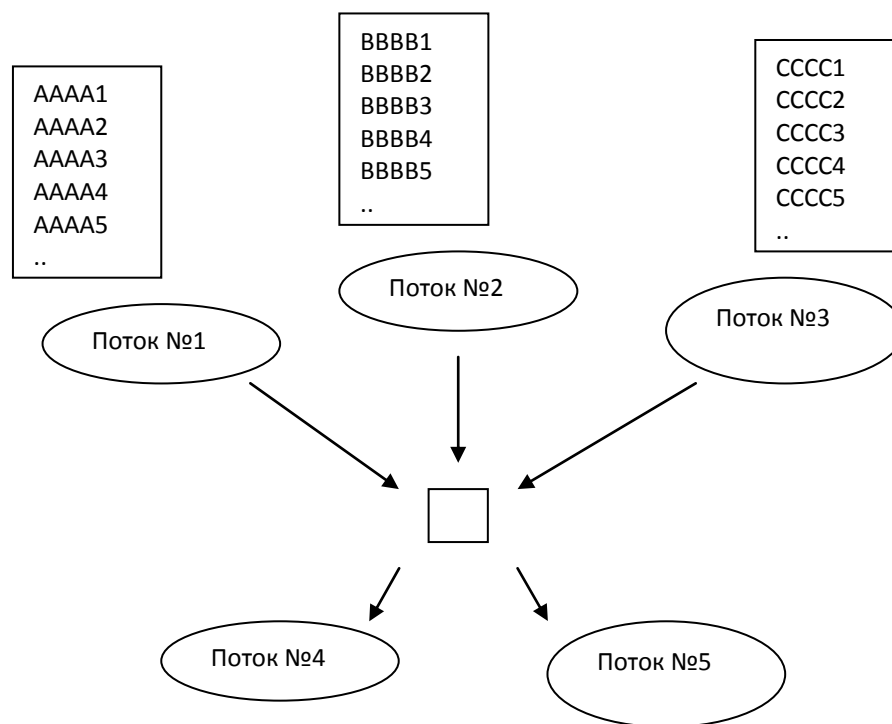 AAAA1
AAAA2
AAAA3
AAAA4
AAAA5
..
BBBB1
BBBB2
BBBB3
BBBB4
BBBB5
..
CCCC1
CCCC2
CCCC3
CCCC4
CCCC5
..
Поток №1
Поток №2
Поток №3
Поток №4
Поток №5